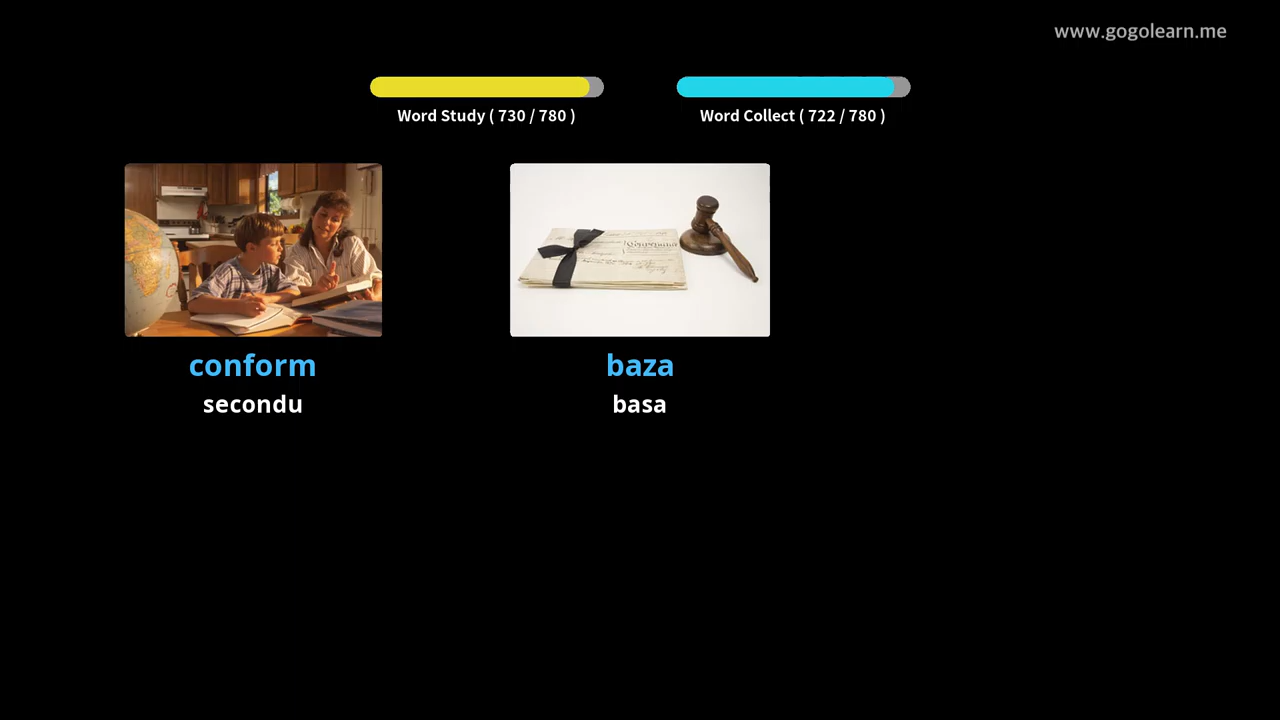 www.gogolearn.me
Word Study ( 730 / 780 )
Word Collect ( 722 / 780 )
conform
secondu
baza
basa